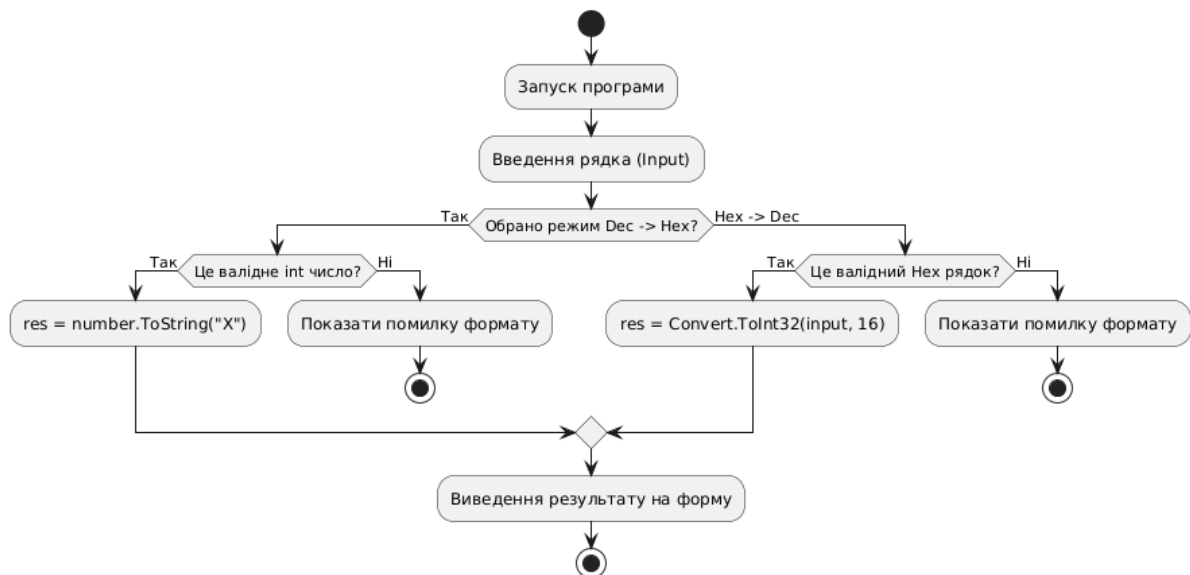 Запуск програми
Введення рядка (Input)
Так
Обрано режим Dec -> Hex?
Hex -> Dec
Так
Це валідне int число?
Ні
Так
Це валідний Hex рядок?
Ні
res = number.ToString("X")
Показати помилку формату
res = Convert.ToInt32(input, 16)
Показати помилку формату
Виведення результату на форму